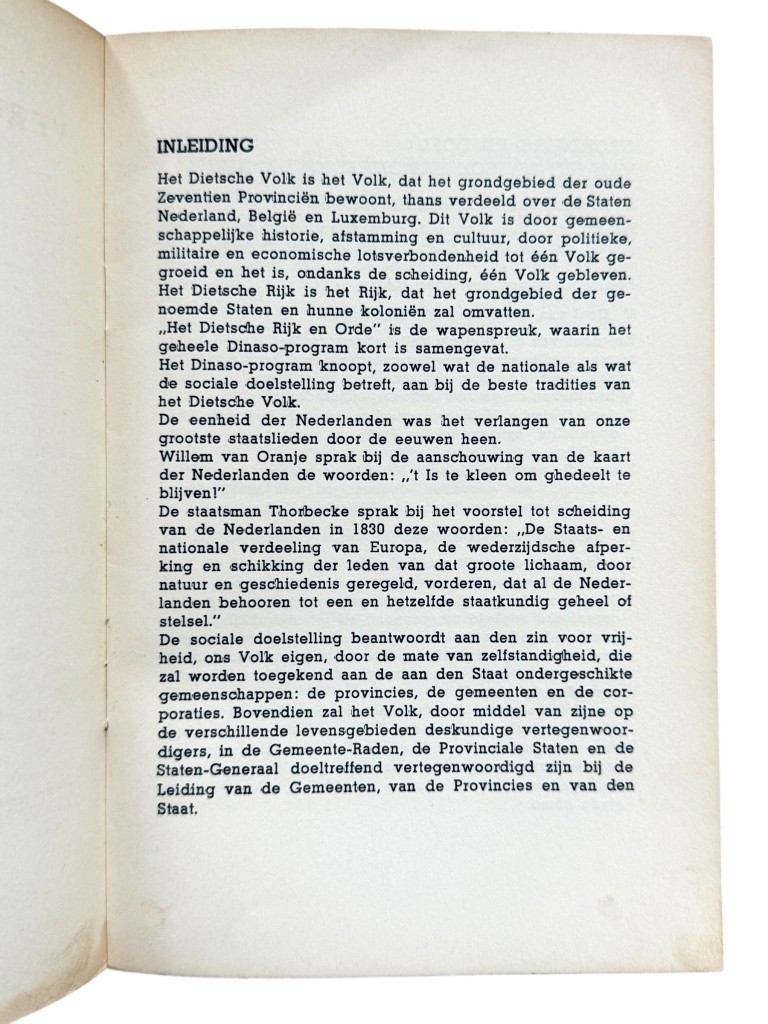 INLEIDING
Het Dietsche Volk is het Volk, dat het grondgebied der oude
Zeventien Provinciën bewoont, thans verdeeld over de Staten
Nederland, België en Luxemburg. Dit Volk is door gemeen-
schappelijke historie, afstamming en cultuur, door politieke,
militaire en economische lotsverbondenheid tot één Volk ge-
groeid en het is, ondanks de scheiding, één Volk gebleven.
Het Dietsche Rijk is het Rijk, dat het grondgebied der ge-
noemde Staten en hunne koloniën zal omvatten.
„Het Dietsche Rijk en Orde" is de wapenspreuk, waarin het
geheele Dinaso-program kort is samengevat.
Het Dinaso-program knoopt, zoowel wat de nationale als wat
de sociale doelstelling betreft, aan bij de beste tradities van
het Dietsche Volk.
De eenheid der Nederlanden was het verlangen van onze
grootste staatslieden door de eeuwen heen.
Willem van Oranje sprak bij de aanschouwing van de kaart
der Nederlanden de woorden: „'t Is te kleen om ghedeelt te
blijven!"
De staatsman Thorbecke sprak bij het voorstel tot scheiding
van de Nederlanden in 1830 deze woorden: „De Staats- en
nationale verdeeling van Europa, de wederzijdsche afper-
king en schikking der leden van dat groote lichaam, door
natuur en geschiedenis geregeld, vorderen, dat al de Neder-
landen behooren tot een en hetzelfde staatkundig geheel of
stelsel."
De sociale doelstelling beantwoordt aan den zin voor vrij-
heid, ons Volk eigen, door de mate van zelfstandigheid, die
zal worden toegekend aan de aan den Staat ondergeschikte
gemeenschappen: de provincies, de gemeenten en de cor-
poraties. Bovendien zal het Volk, door middel van zijne op
de verschillende levensgebieden deskundige vertegenwoor-
digers, in de Gemeente-Raden, de Provinciale Staten en de
Staten-Generaal doeltreffend vertegenwoordigd zijn bij de
Leiding van de Gemeenten, van de Provincies en van den
Staat.